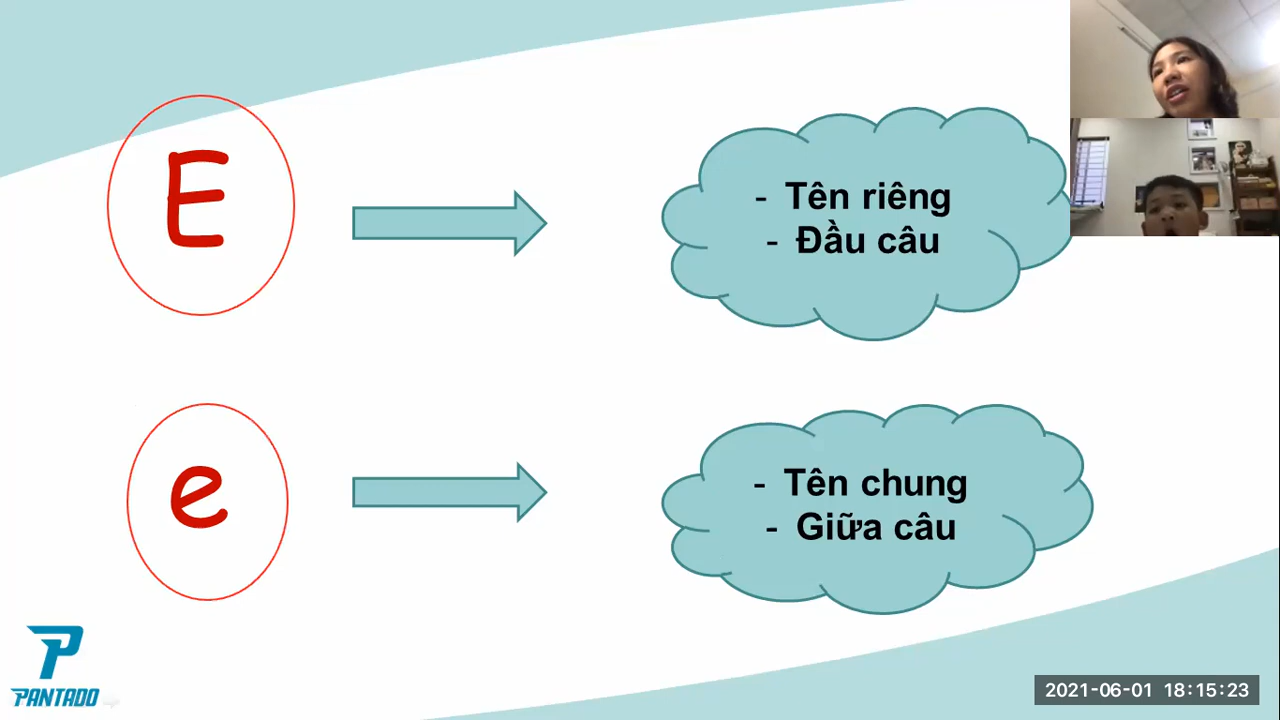 E
- Tên riêng
- Đầu câu
e
- Tên chung
- Giữa câu
PANTADO
2021-06-01 18:15:23